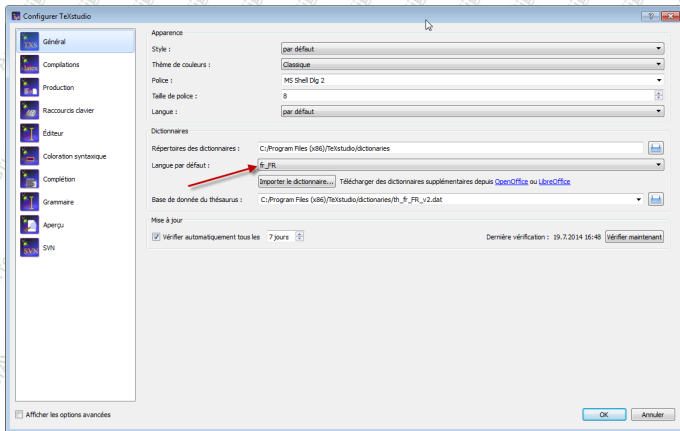 Configurer TeXstudio
Général
Compilations
Production
Raccourcis clavier
Éditeur
Coloration syntaxique
Complétion
Grammaire
Aperçu
SVN
Apparence
Style : par défaut
Thème de couleurs : Classique
Police : MS Shell Dlg 2
Taille de police : 8
Langue : par défaut
Dictionnaires
Répertoires des dictionnaires : C:/Program Files (x86)/TeXstudio/dictionaries
Langue par défaut : fr_FR
Importer le dictionnaire... Télécharger des dictionnaires supplémentaires depuis OpenOffice ou LibreOffice
Base de donnée du thésaurus : C:/Program Files (x86)/TeXstudio/dictionaries/th_fr_FR_v2.dat
Mise à jour
Vérifier automatiquement tous les 7 jours Dernière vérification : 19.7.2014 16:48 Vérifier maintenant
Afficher les options avancées OK Annuler